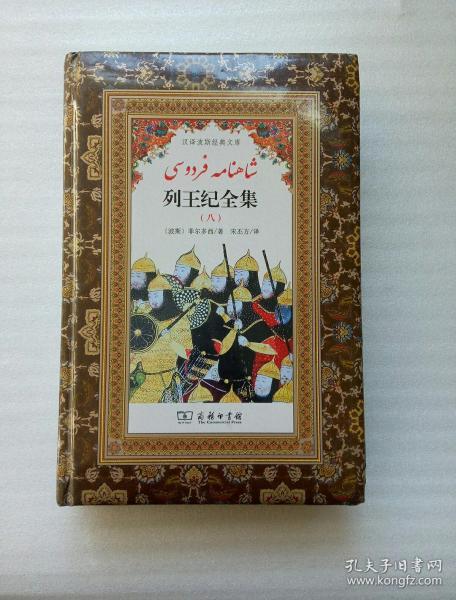 汉译波斯经典文库
شاهنامه فردوسی
列王纪全集
(八)
〔波斯〕菲尔多西/著 宋丕方/译
商务印书馆
The Commercial Press
孔夫子旧书网
www.kongfz.com